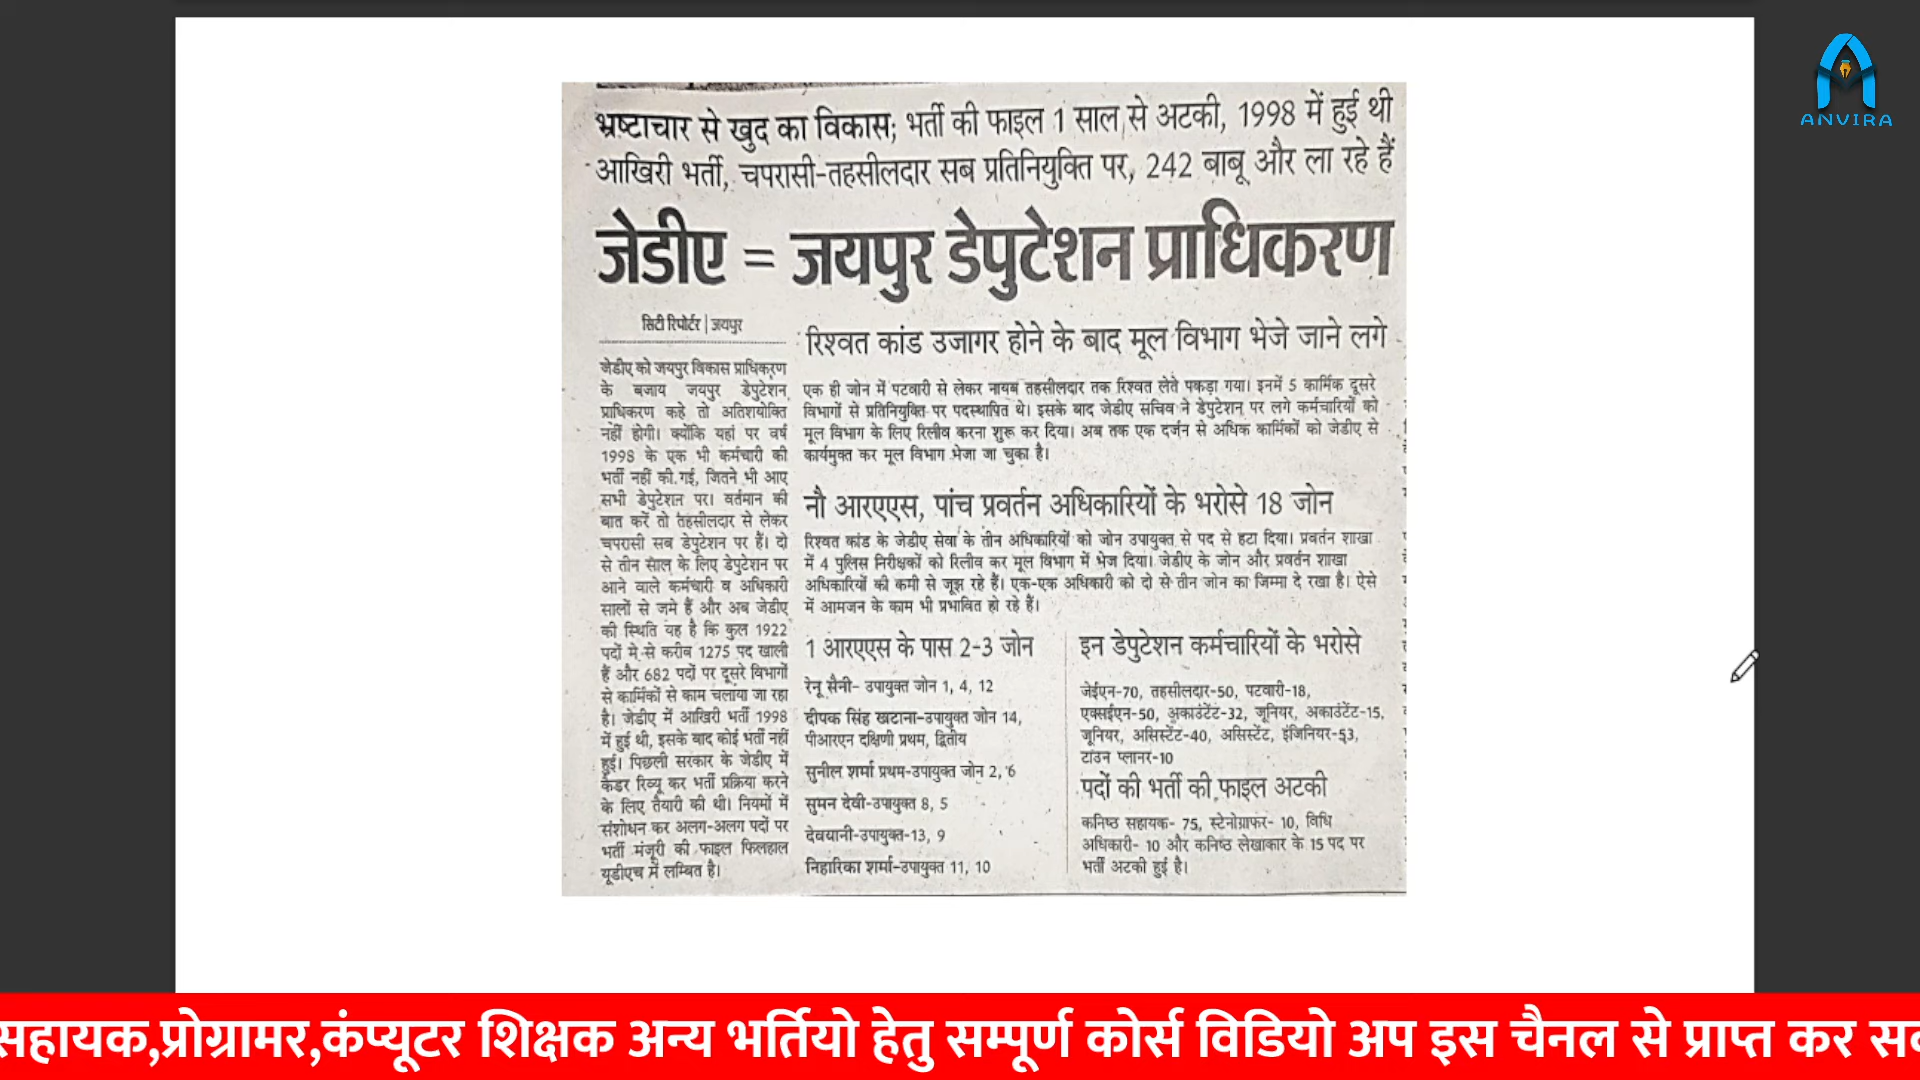 ANVIRA
भ्रष्टाचार से खुद का विकास; भर्ती की फाइल 1 साल से अटकी, 1998 में हुई थी
आखिरी भर्ती, चपरासी-तहसीलदार सब प्रतिनियुक्ति पर, 242 बाबू और ला रहे हैं
जेडीए = जयपुर डेपुटेशन प्राधिकरण
सिटी रिपोर्टर | जयपुर
जेडीए को जयपुर विकास प्राधिकरण
के बजाय जयपुर डेपुटेशन
प्राधिकरण कहे तो अतिशयोक्ति
नहीं होगी। क्योंकि यहां पर वर्ष
1998 के एक भी कर्मचारी की
भर्ती नहीं की गई, जितने भी आए
सभी डेपुटेशन पर। वर्तमान की
बात करें तो तहसीलदार से लेकर
चपरासी सब डेपुटेशन पर हैं। दो
से तीन साल के लिए डेपुटेशन पर
आने वाले कर्मचारी व अधिकारी
सालों से जमे हैं और अब जेडीए
की स्थिति यह है कि कुल 1922
पदों मे से करीब 1275 पद खाली
हैं और 682 पदों पर दूसरे विभागों
से कार्मिकों से काम चलाया जा रहा
है। जेडीए में आखिरी भर्ती 1998
में हुई थी, इसके बाद कोई भर्ती नहीं
हुई। पिछली सरकार के जेडीए में
कैडर रिव्यू कर भर्ती प्रक्रिया करने
के लिए तैयारी की थी। नियमों में
संशोधन कर अलग-अलग पदों पर
भर्ती मंजूरी की फाइल फिलहाल
यूडीएच में लम्बित है।
रिश्वत कांड उजागर होने के बाद मूल विभाग भेजे जाने लगे
एक ही जोन में पटवारी से लेकर नायब तहसीलदार तक रिश्वत लेते पकड़ा गया। इनमें 5 कार्मिक दूसरे
विभागों से प्रतिनियुक्ति पर पदस्थापित थे। इसके बाद जेडीए सचिव ने डेपुटेशन पर लगे कर्मचारियों को
मूल विभाग के लिए रिलीव करना शुरू कर दिया। अब तक एक दर्जन से अधिक कार्मिकों को जेडीए से
कार्यमुक्त कर मूल विभाग भेजा जा चुका है।
नौ आरएएस, पांच प्रवर्तन अधिकारियों के भरोसे 18 जोन
रिश्वत कांड के जेडीए सेवा के तीन अधिकारियों को जोन उपायुक्त से पद से हटा दिया। प्रवर्तन शाखा
में 4 पुलिस निरीक्षकों को रिलीव कर मूल विभाग में भेज दिया। जेडीए के जोन और प्रवर्तन शाखा
अधिकारियों की कमी से जूझ रहे हैं। एक-एक अधिकारी को दो से तीन जोन का जिम्मा दे रखा है। ऐसे
में आमजन के काम भी प्रभावित हो रहे हैं।
1 आरएएस के पास 2-3 जोन
रेनू सैनी- उपायुक्त जोन 1, 4, 12
दीपक सिंह खटाना-उपायुक्त जोन 14,
पीआरएन दक्षिणी प्रथम, द्वितीय
सुनील शर्मा प्रथम-उपायुक्त जोन 2, 6
सुमन देवी-उपायुक्त 8, 5
देवयानी-उपायुक्त-13, 9
निहारिका शर्मा-उपायुक्त 11, 10
इन डेपुटेशन कर्मचारियों के भरोसे
जेईएन-70, तहसीलदार-50, पटवारी-18,
एक्सईएन-50, अकाउंटेंट-32, जूनियर, अकाउंटेंट-15,
जूनियर, असिस्टेंट-40, असिस्टेंट, इंजिनियर-53,
टाउन प्लानर-10
पदों की भर्ती की फाइल अटकी
कनिष्ठ सहायक- 75, स्टेनोग्राफर- 10, विधि
अधिकारी- 10 और कनिष्ठ लेखाकार के 15 पद पर
भर्ती अटकी हुई है।
सहायक,प्रोग्रामर,कंप्यूटर शिक्षक अन्य भर्तियो हेतु सम्पूर्ण कोर्स विडियो अप इस चैनल से प्राप्त कर